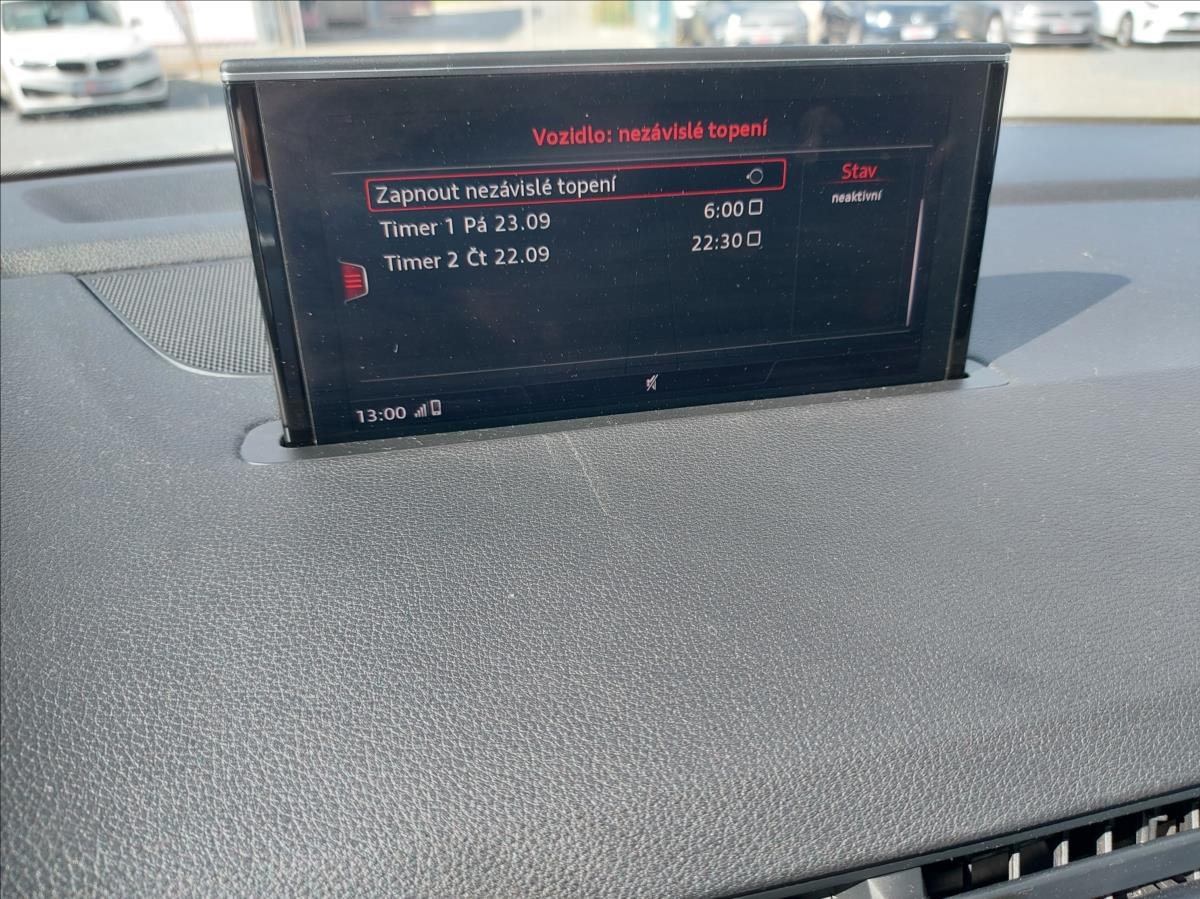 Vozidlo: nezávislé topení
Zapnout nezávislé topení
Timer 1 Pá 23.09 6:00
Timer 2 Čt 22.09 22:30
Stav
neaktivní
13:00